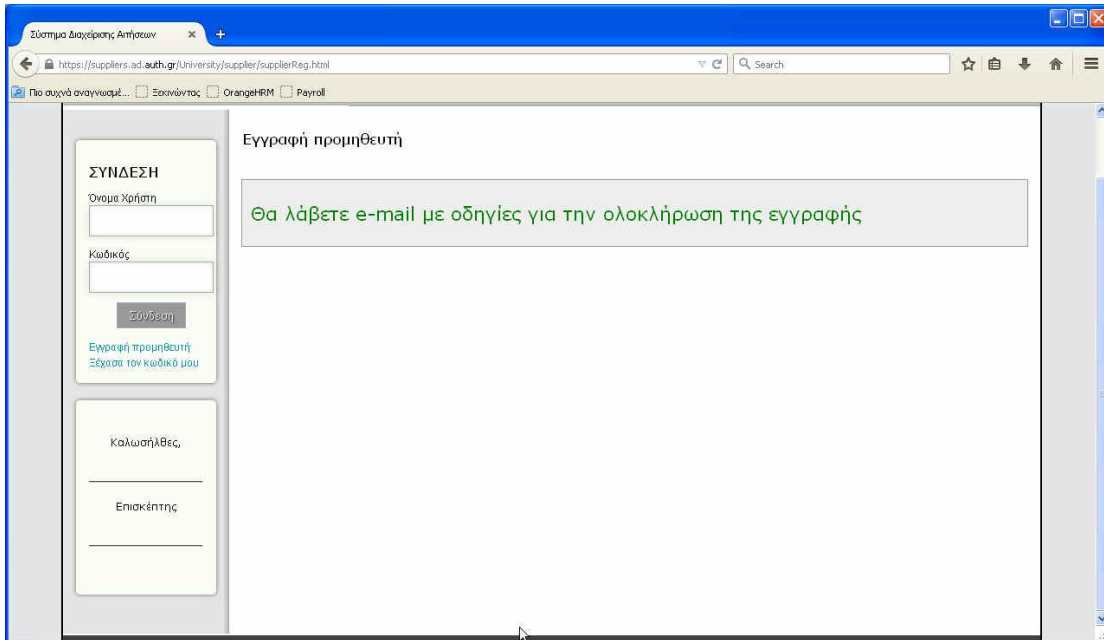 Σύστημα Διαχείρισης Αιτήσεων
https://suppliers.ad.auth.gr/University/supplier/supplierReg.html
Search
Πιο συχνά αναγνωσμέ... Ξεκινώντας OrangeHRM Payroll
Εγγραφή προμηθευτή
ΣΥΝΔΕΣΗ
Όνομα Χρήστη
Κωδικός
Σύνδεση
Εγγραφή προμηθευτή
Ξέχασα τον κωδικό μου
Θα λάβετε e-mail με οδηγίες για την ολοκλήρωση της εγγραφής
Καλωσήλθες,
Επισκέπτης